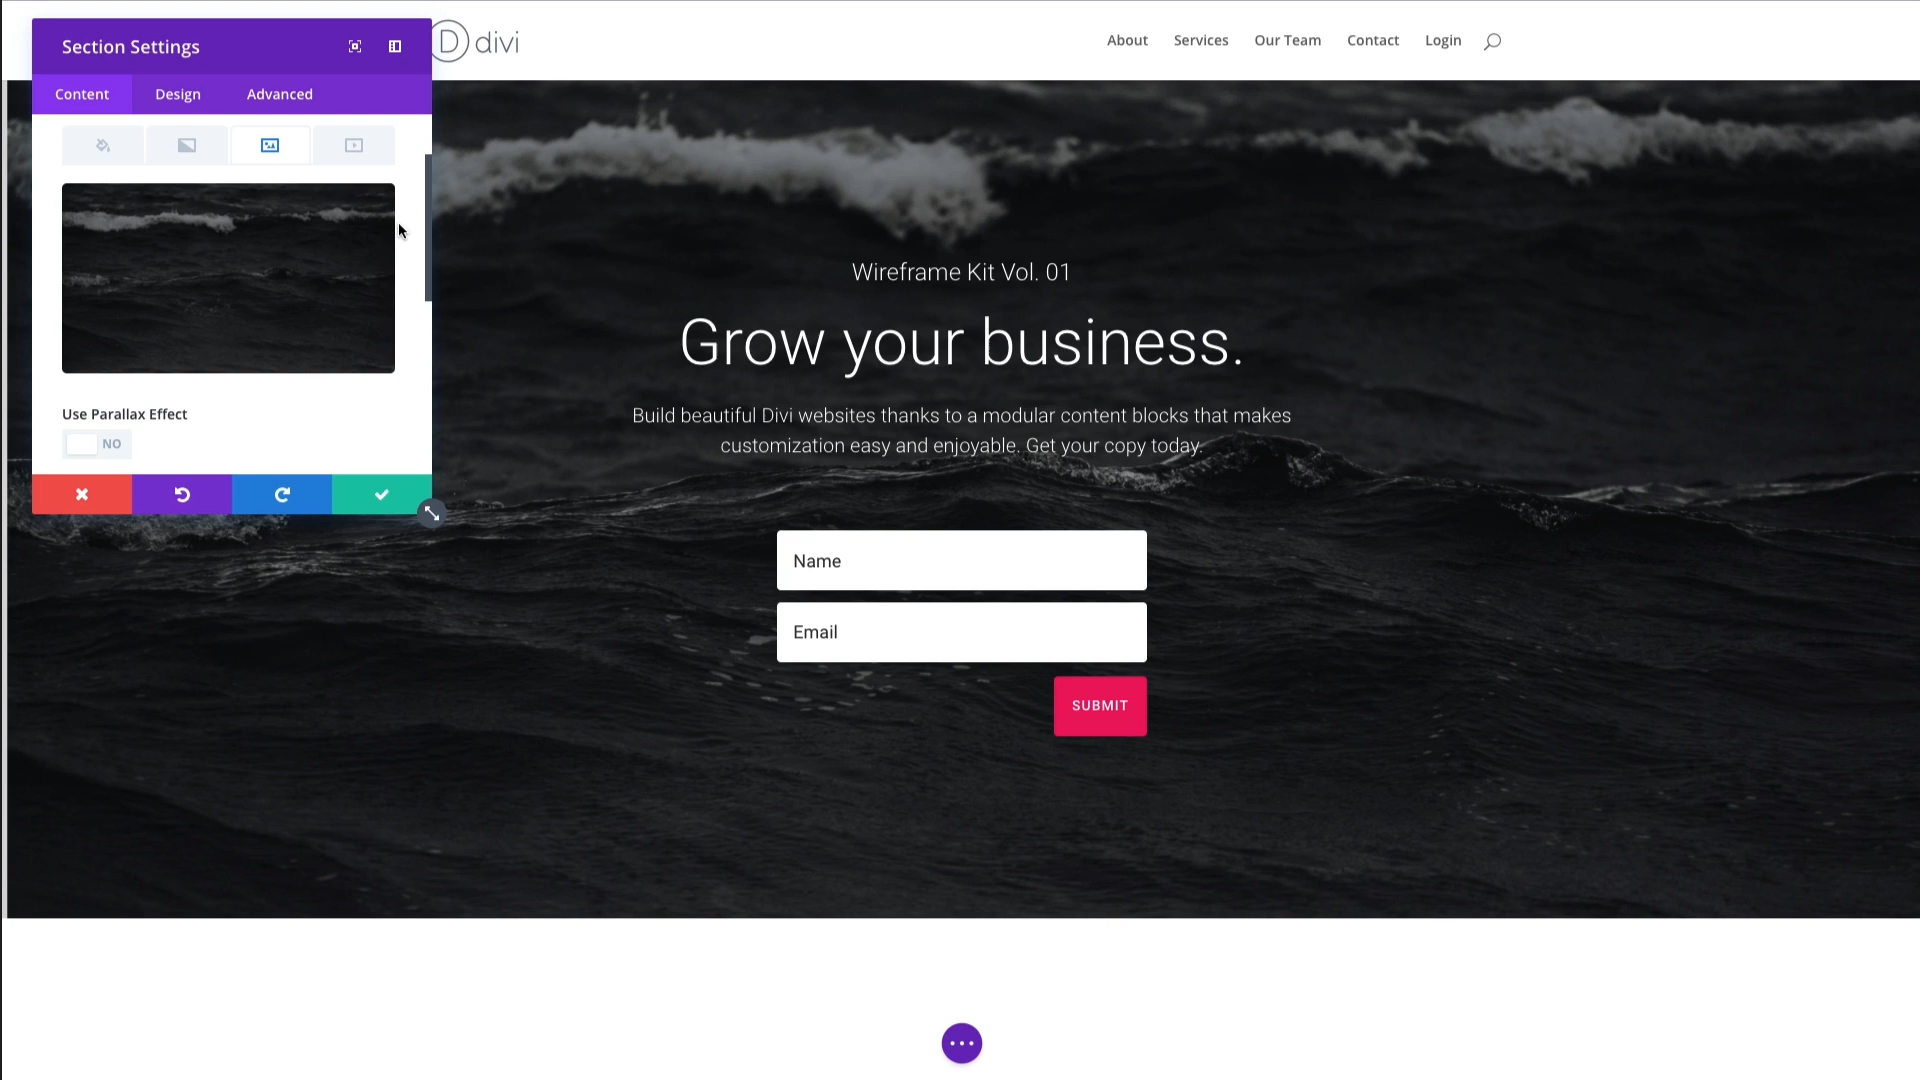 Section Settings
Content
Design
Advanced
Use Parallax Effect
NO
D divi
About
Services
Our Team
Contact
Login
Wireframe Kit Vol. 01
Grow your business.
Build beautiful Divi websites thanks to a modular content blocks that makes
customization easy and enjoyable. Get your copy today.
Name
Email
SUBMIT